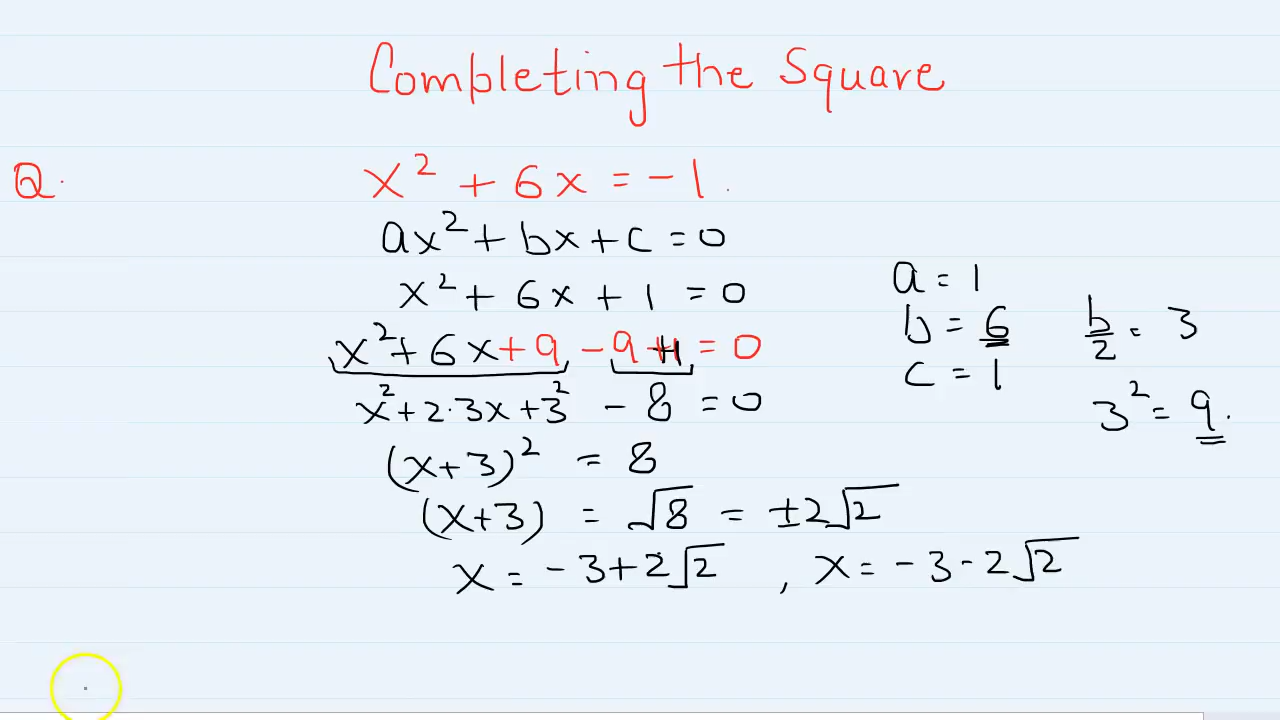 Completing the Square
Q. x² + 6x = -1.
ax² + bx + c = 0
x² + 6x + 1 = 0
x² + 6x + 9 - 9 + 1 = 0
x² + 2·3x + 3² - 8 = 0
(x+3)² = 8
(x+3) = √8 = ±2√2
x = -3+2√2 , x = -3-2√2
a = 1
b = 6
c = 1
b/2 = 3
3² = 9.